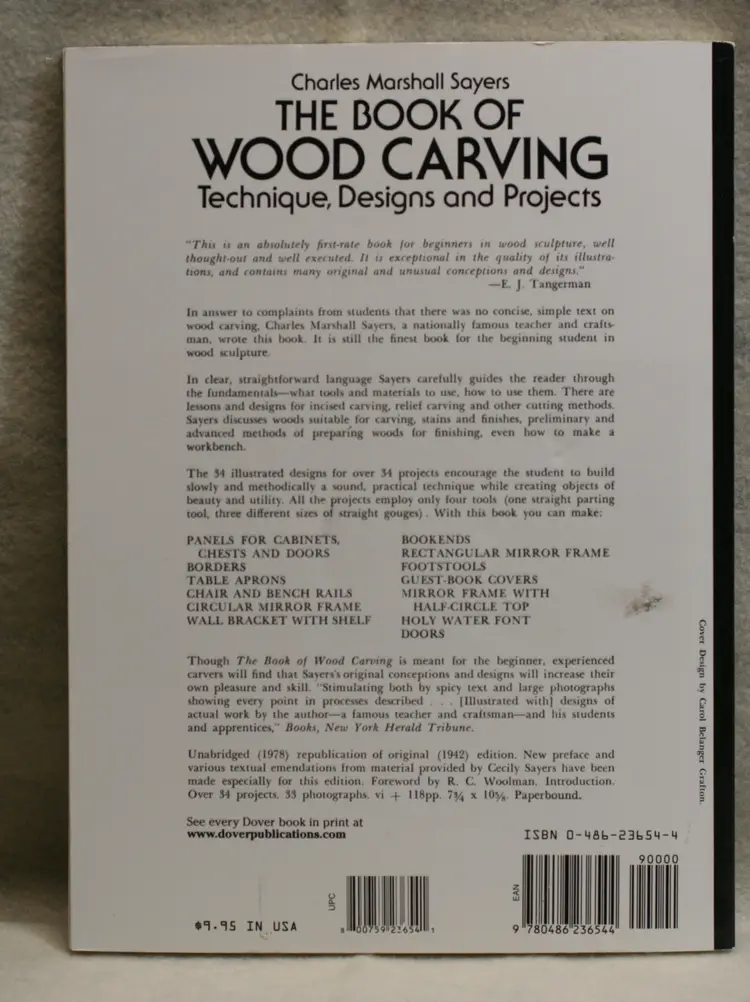 Charles Marshall Sayers
THE BOOK OF
WOOD CARVING
Technique, Designs and Projects
"This is an absolutely first-rate book for beginners in wood sculpture, well
thought-out and well executed. It is exceptional in the quality of its illustra-
tions, and contains many original and unusual conceptions and designs."
—E. J. Tangerman
In answer to complaints from students that there was no concise, simple text on
wood carving, Charles Marshall Sayers, a nationally famous teacher and crafts-
man, wrote this book. It is still the finest book for the beginning student in
wood sculpture.
In clear, straightforward language Sayers carefully guides the reader through
the fundamentals—what tools and materials to use, how to use them. There are
lessons and designs for incised carving, relief carving and other cutting methods.
Sayers discusses woods suitable for carving, stains and finishes, preliminary and
advanced methods of preparing woods for finishing, even how to make a
workbench.
The 34 illustrated designs for over 34 projects encourage the student to build
slowly and methodically a sound, practical technique while creating objects of
beauty and utility. All the projects employ only four tools (one straight parting
tool, three different sizes of straight gouges). With this book you can make:
PANELS FOR CABINETS,
CHESTS AND DOORS
BORDERS
TABLE APRONS
CHAIR AND BENCH RAILS
CIRCULAR MIRROR FRAME
WALL BRACKET WITH SHELF
BOOKENDS
RECTANGULAR MIRROR FRAME
FOOTSTOOLS
GUEST-BOOK COVERS
MIRROR FRAME WITH
HALF-CIRCLE TOP
HOLY WATER FONT
DOORS
Though The Book of Wood Carving is meant for the beginner, experienced
carvers will find that Sayers's original conceptions and designs will increase their
own pleasure and skill. "Stimulating both by spicy text and large photographs
showing every point in processes described . . . [Illustrated with] designs of
actual work by the author—a famous teacher and craftsman—and his students
and apprentices," Books, New York Herald Tribune.
Unabridged (1978) republication of original (1942) edition. New preface and
various textual emendations from material provided by Cecily Sayers have been
made especially for this edition. Foreword by R. C. Woolman. Introduction.
Over 34 projects. 33 photographs. vi + 118pp. 7¾ x 10⅝. Paperbound.
See every Dover book in print at
www.doverpublications.com
Cover Design by Carol Belanger Grafton.
ISBN 0-486-23654-4
$9.95 IN USA
UPC
8 00759 23654 1
EAN
9 780486 236544
90000